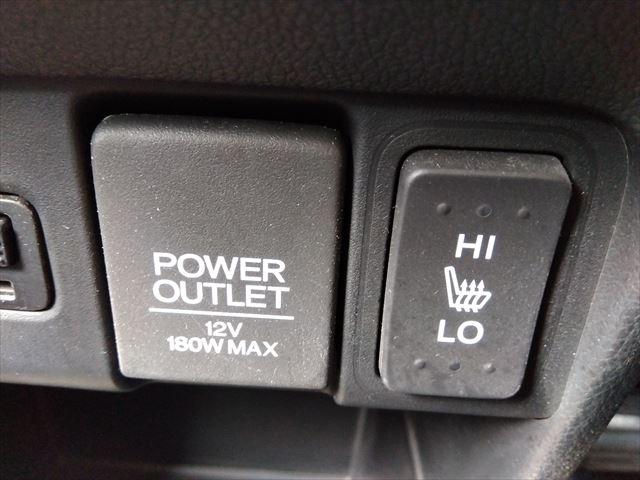 POWER
OUTLET
12V
180W MAX
HI
LO